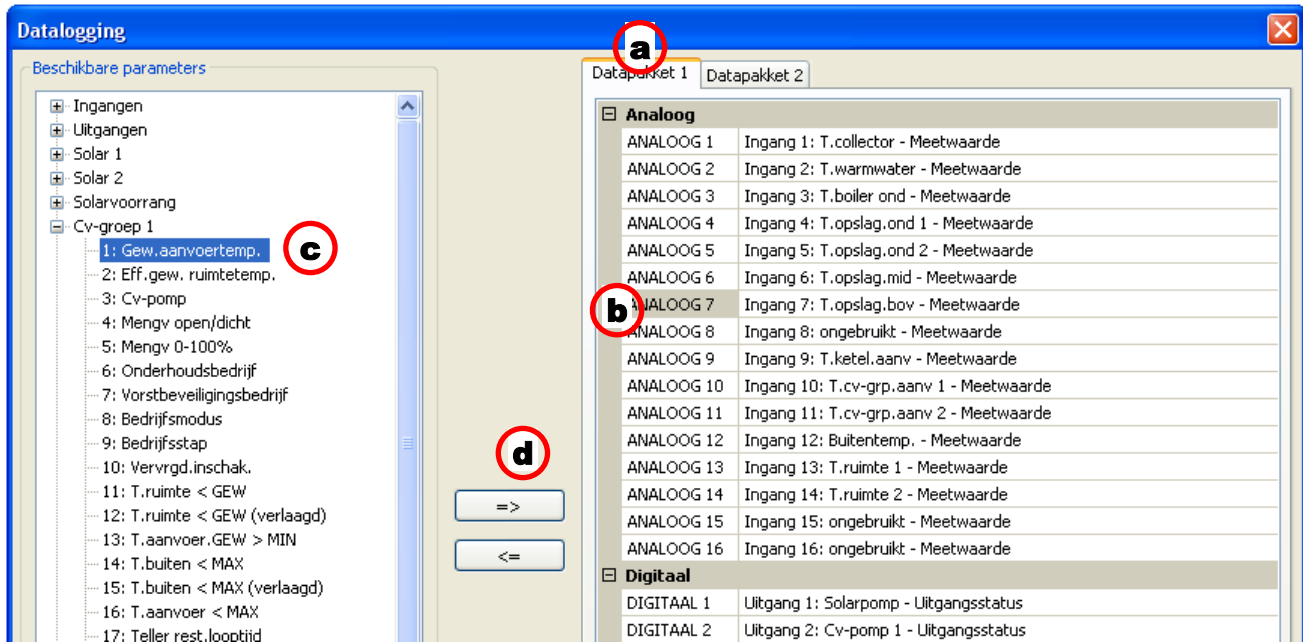 Datalogging
Beschikbare parameters
Ingangen
Uitgangen
Solar 1
Solar 2
Solarvoorrang
Cv-groep 1
1: Gew.aanvoertemp.
c
2: Eff.gew. ruimtetemp.
3: Cv-pomp
4: Mengv open/dicht
5: Mengv 0-100%
6: Onderhoudsbedrijf
7: Vorstbeveiligingsbedrijf
8: Bedrijfsmodus
9: Bedrijfsstap
10: Vervrgd.inschak.
11: T.ruimte < GEW
12: T.ruimte < GEW (verlaagd)
13: T.aanvoer.GEW > MIN
14: T.buiten < MAX
15: T.buiten < MAX (verlaagd)
16: T.aanvoer < MAX
17: Teller rest.looptijd
d
=>
<=
a
Datapakket 1 Datapakket 2
Analoog
ANALOOG 1 Ingang 1: T.collector - Meetwaarde
ANALOOG 2 Ingang 2: T.warmwater - Meetwaarde
ANALOOG 3 Ingang 3: T.boiler ond - Meetwaarde
ANALOOG 4 Ingang 4: T.opslag.ond 1 - Meetwaarde
ANALOOG 5 Ingang 5: T.opslag.ond 2 - Meetwaarde
ANALOOG 6 Ingang 6: T.opslag.mid - Meetwaarde
b
ANALOOG 7 Ingang 7: T.opslag.bov - Meetwaarde
ANALOOG 8 Ingang 8: ongebruikt - Meetwaarde
ANALOOG 9 Ingang 9: T.ketel.aanv - Meetwaarde
ANALOOG 10 Ingang 10: T.cv-grp.aanv 1 - Meetwaarde
ANALOOG 11 Ingang 11: T.cv-grp.aanv 2 - Meetwaarde
ANALOOG 12 Ingang 12: Buitentemp. - Meetwaarde
ANALOOG 13 Ingang 13: T.ruimte 1 - Meetwaarde
ANALOOG 14 Ingang 14: T.ruimte 2 - Meetwaarde
ANALOOG 15 Ingang 15: ongebruikt - Meetwaarde
ANALOOG 16 Ingang 16: ongebruikt - Meetwaarde
Digitaal
DIGITAAL 1 Uitgang 1: Solarpomp - Uitgangsstatus
DIGITAAL 2 Uitgang 2: Cv-pomp 1 - Uitgangsstatus